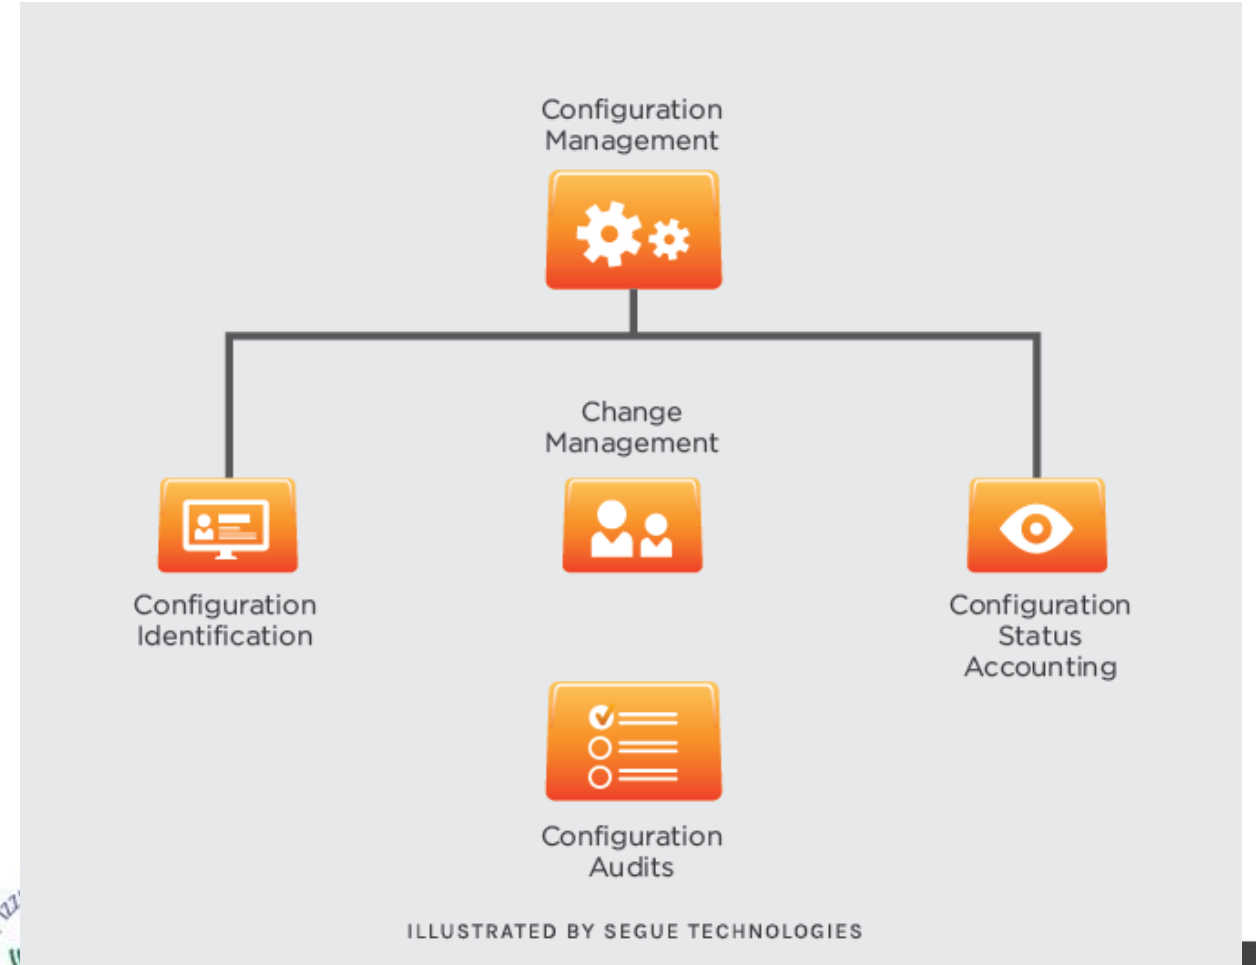 Configuration
Management
Change
Management
Configuration
Identification
Configuration
Status
Accounting
Configuration
Audits
ILLUSTRATED BY SEGUE TECHNOLOGIES